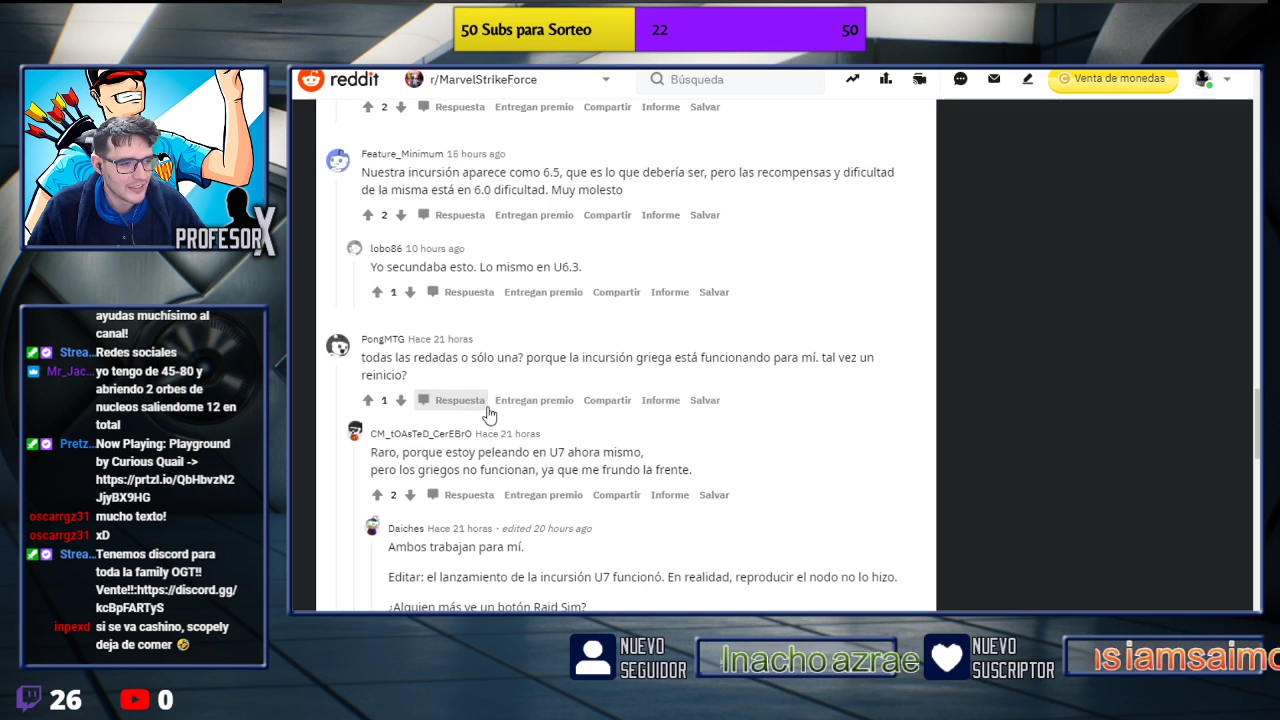 50 Subs para Sorteo
22
50
reddit
r/MarvelStrikeForce
Búsqueda
Venta de monedas
PROFESOR X
2 Respuesta Entregan premio Compartir Informe Salvar
Feature_Minimum 15 hours ago
Nuestra incursión aparece como 6.5, que es lo que debería ser, pero las recompensas y dificultad
de la misma está en 6.0 dificultad. Muy molesto
2 Respuesta Entregan premio Compartir Informe Salvar
lobo86 10 hours ago
Yo secundaba esto. Lo mismo en U6.3.
1 Respuesta Entregan premio Compartir Informe Salvar
PongMTG Hace 21 horas
todas las redadas o sólo una? porque la incursión griega está funcionando para mí. tal vez un
reinicio?
1 Respuesta Entregan premio Compartir Informe Salvar
CM_tOAsTeD_CerEBrO Hace 21 horas
Raro, porque estoy peleando en U7 ahora mismo,
pero los griegos no funcionan, ya que me frundo la frente.
2 Respuesta Entregan premio Compartir Informe Salvar
Daiches Hace 21 horas · edited 20 hours ago
Ambos trabajan para mí.
Editar: el lanzamiento de la incursión U7 funcionó. En realidad, reproducir el nodo no lo hizo.
¿Alguien más ve un botón Raid Sim?
ayudas muchísimo al
canal!
Strea... Redes sociales
Mr_Jac... yo tengo de 45-80 y
abriendo 2 orbes de
nucleos saliendome 12 en
total
Pretz... Now Playing: Playground
by Curious Quail ->
https://prtzl.io/QbHbvzN2
JjyBX9HG
oscarrgz31 mucho texto!
oscarrgz31 xD
Strea... Tenemos discord para
toda la family OGT!!
Vente!!:https://discord.gg/
kcBpFARTyS
inpexd si se va cashino, scopely
deja de comer 🤣
NUEVO
SEGUIDOR
Inacho azrae
NUEVO
SUSCRIPTOR
isiamsaimo
26
0